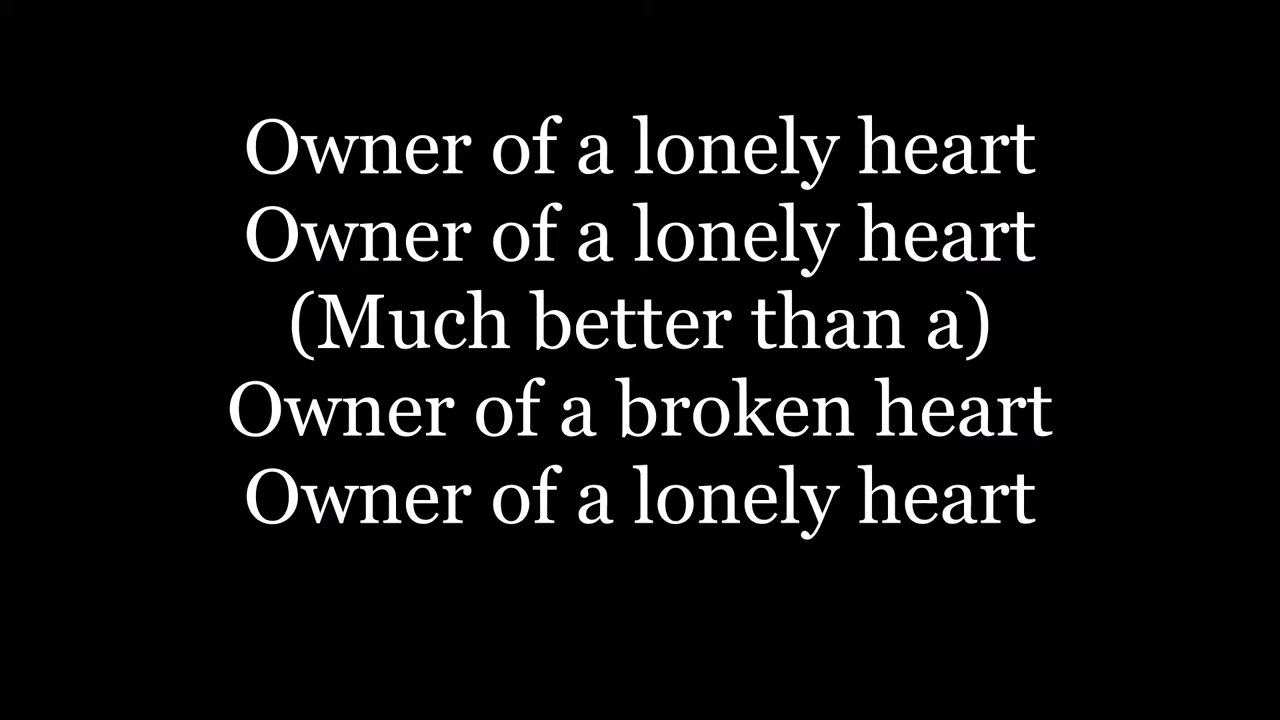 Owner of a lonely heart
Owner of a lonely heart
(Much better than a)
Owner of a broken heart
Owner of a lonely heart